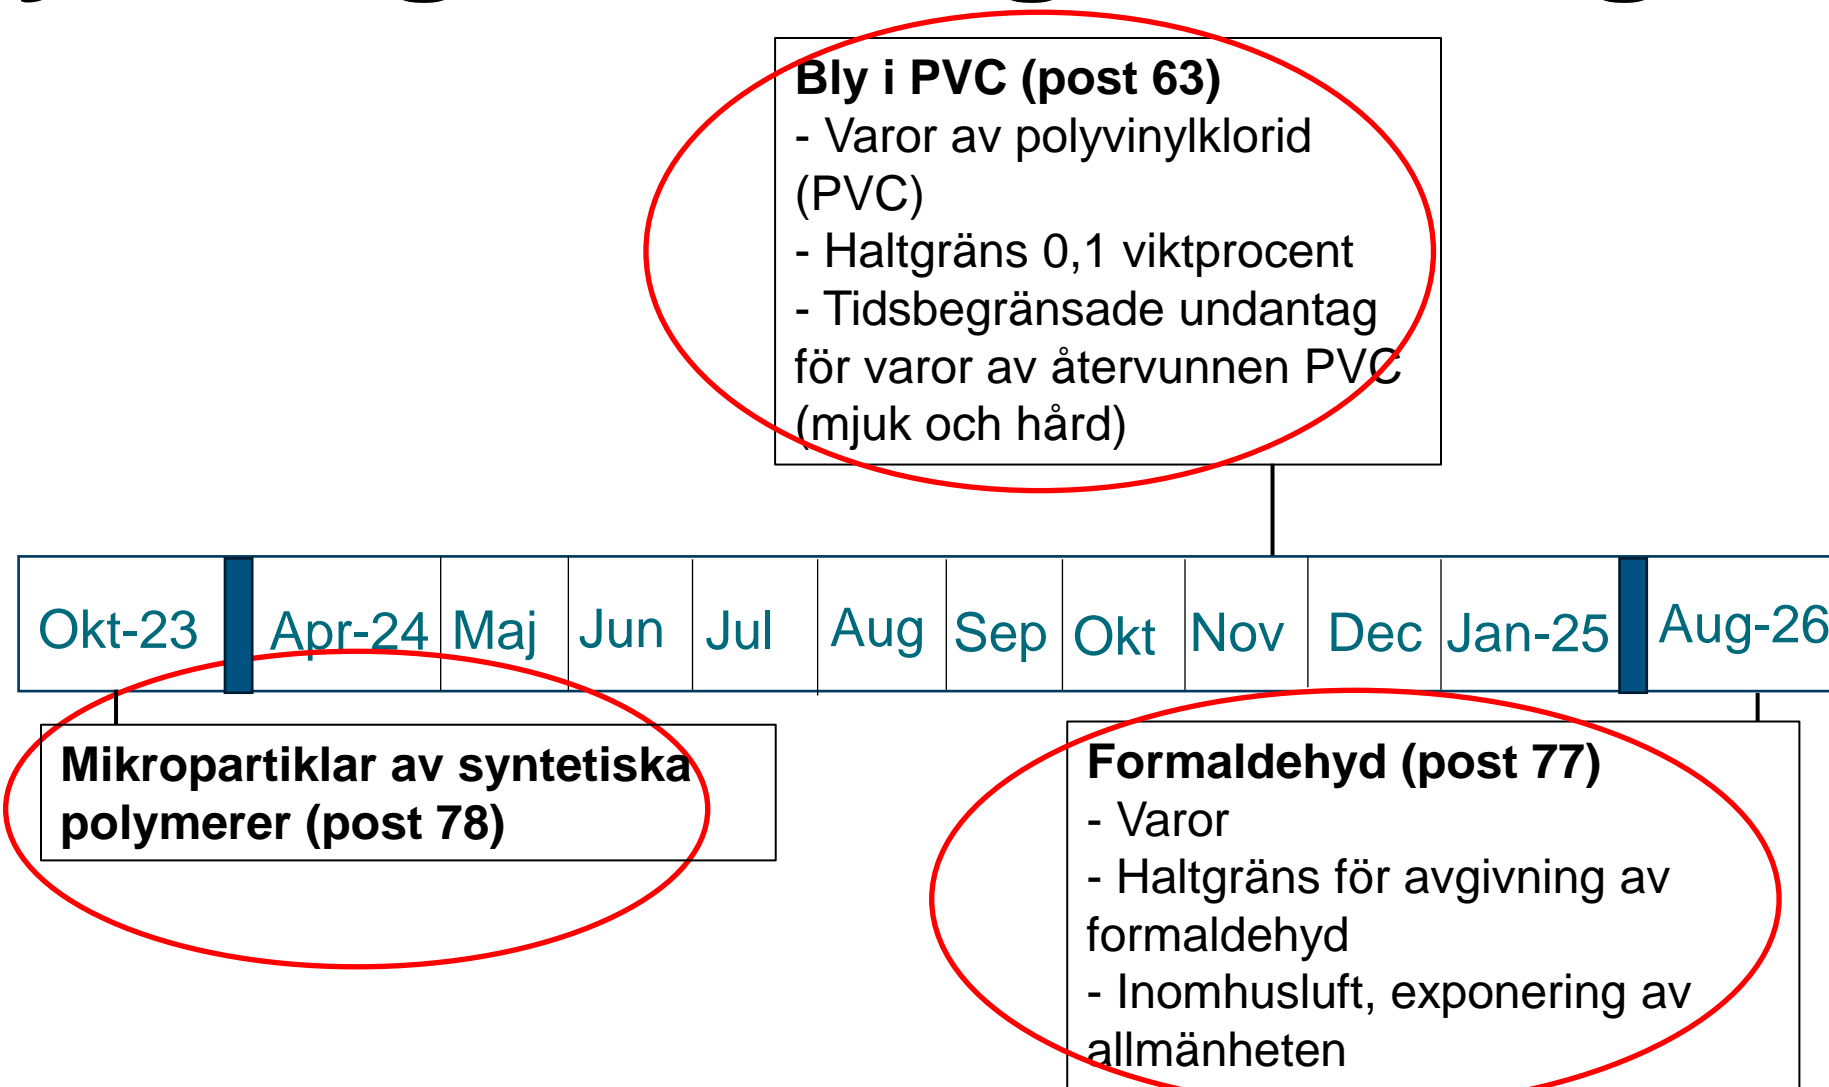 Bly i PVC (post 63)
- Varor av polyvinylklorid
(PVC)
- Haltgräns 0,1 viktprocent
- Tidsbegränsade undantag
för varor av återvunnen PVC
(mjuk och hård)
Okt-23 Apr-24 Maj Jun Jul Aug Sep Okt Nov Dec Jan-25 Aug-26
Mikropartiklar av syntetiska
polymerer (post 78)
Formaldehyd (post 77)
- Varor
- Haltgräns för avgivning av
formaldehyd
- Inomhusluft, exponering av
allmänheten